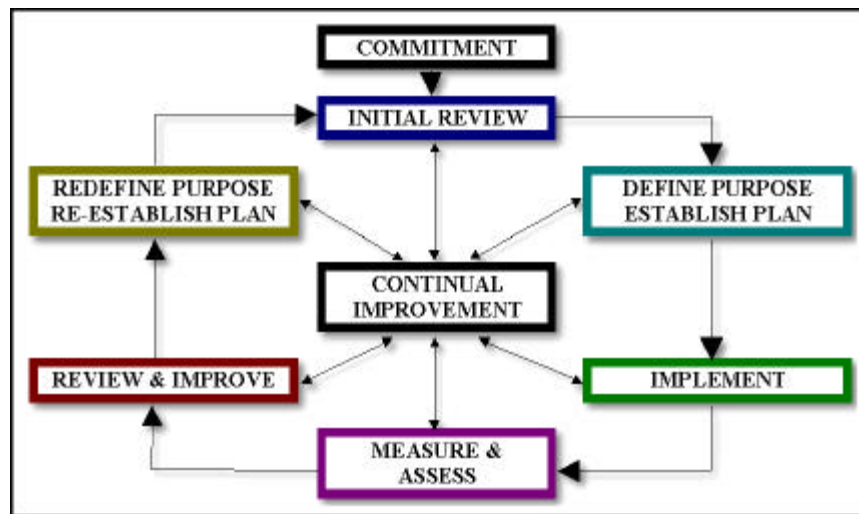 COMMITMENT
INITIAL REVIEW
REDEFINE PURPOSE
RE-ESTABLISH PLAN
DEFINE PURPOSE
ESTABLISH PLAN
CONTINUAL
IMPROVEMENT
REVIEW & IMPROVE
IMPLEMENT
MEASURE &
ASSESS